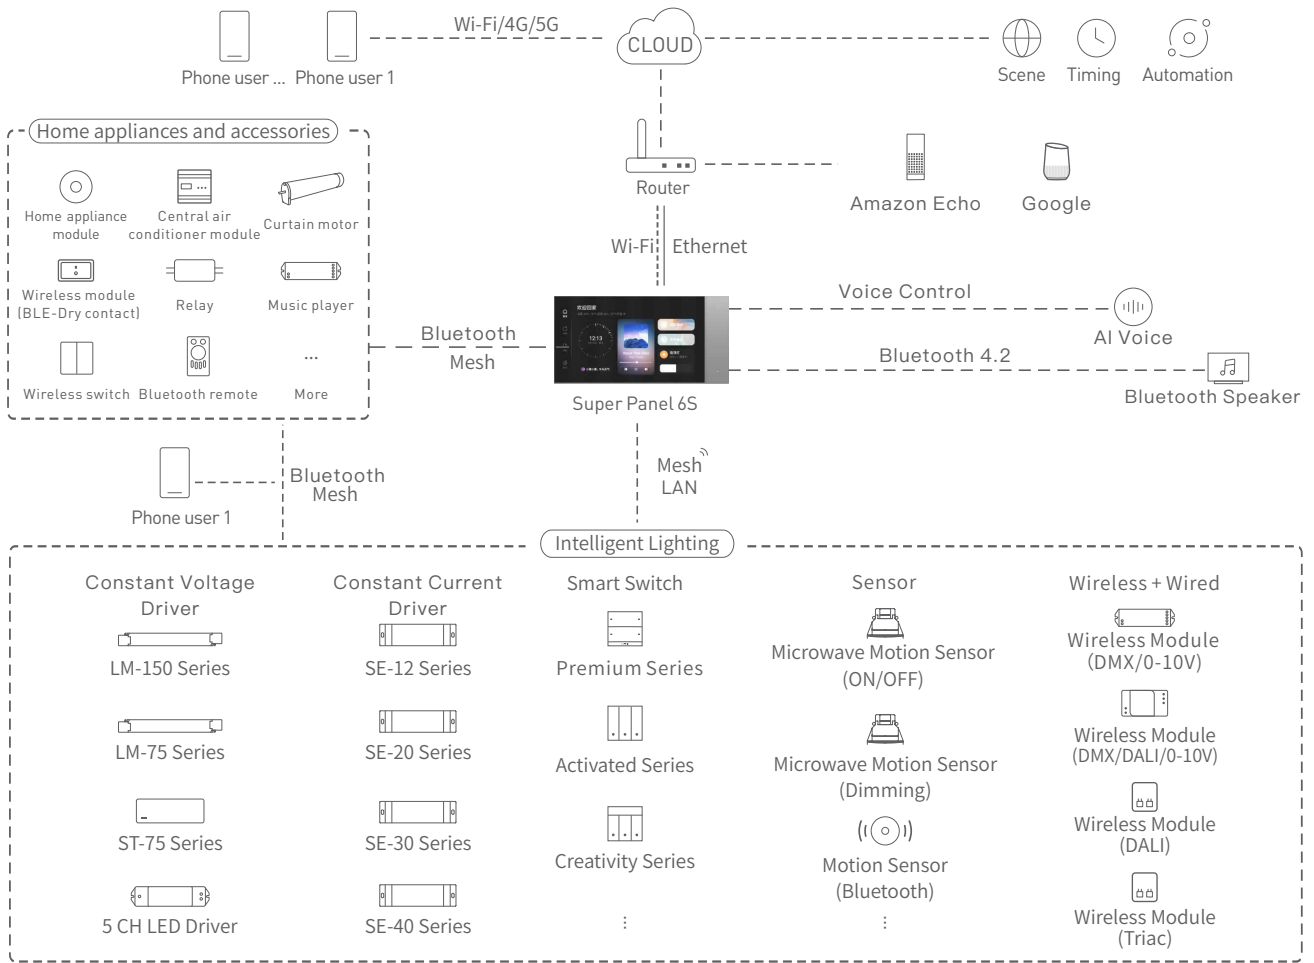 Wi-Fi/4G/5G
CLOUD
Phone user ...
Phone user 1
Scene
Timing
Automation
Home appliances and accessories
Router
Amazon Echo
Google
Home appliance
module
Central air
conditioner module
Curtain motor
Wi-Fi
Ethernet
Wireless module
(BLE-Dry contact)
Relay
Music player
欢迎回家
12:13
Voice Control
AI Voice
Bluetooth
Mesh
Bluetooth 4.2
Bluetooth Speaker
Wireless switch
Bluetooth remote
...
More
Super Panel 6S
Mesh
LAN
Bluetooth
Mesh
Phone user 1
Intelligent Lighting
Constant Voltage
Driver
LM-150 Series
LM-75 Series
ST-75 Series
5 CH LED Driver
Constant Current
Driver
SE-12 Series
SE-20 Series
SE-30 Series
SE-40 Series
Smart Switch
Premium Series
Activated Series
Creativity Series
⋮
Sensor
Microwave Motion Sensor
(ON/OFF)
Microwave Motion Sensor
(Dimming)
Motion Sensor
(Bluetooth)
⋮
Wireless + Wired
Wireless Module
(DMX/0-10V)
Wireless Module
(DMX/DALI/0-10V)
Wireless Module
(DALI)
Wireless Module
(Triac)